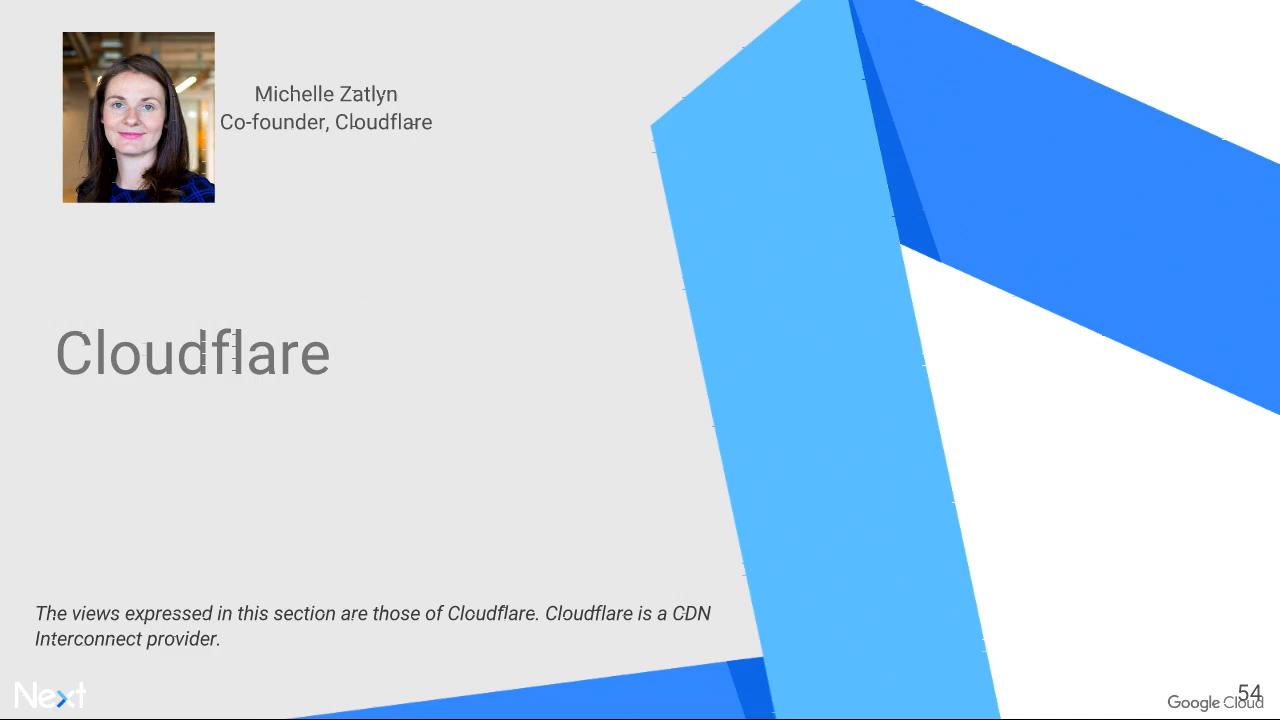 Michelle Zatlyn
Co-founder, Cloudflare
Cloudflare
The views expressed in this section are those of Cloudflare. Cloudflare is a CDN
Interconnect provider.
Next
54
Google Cloud